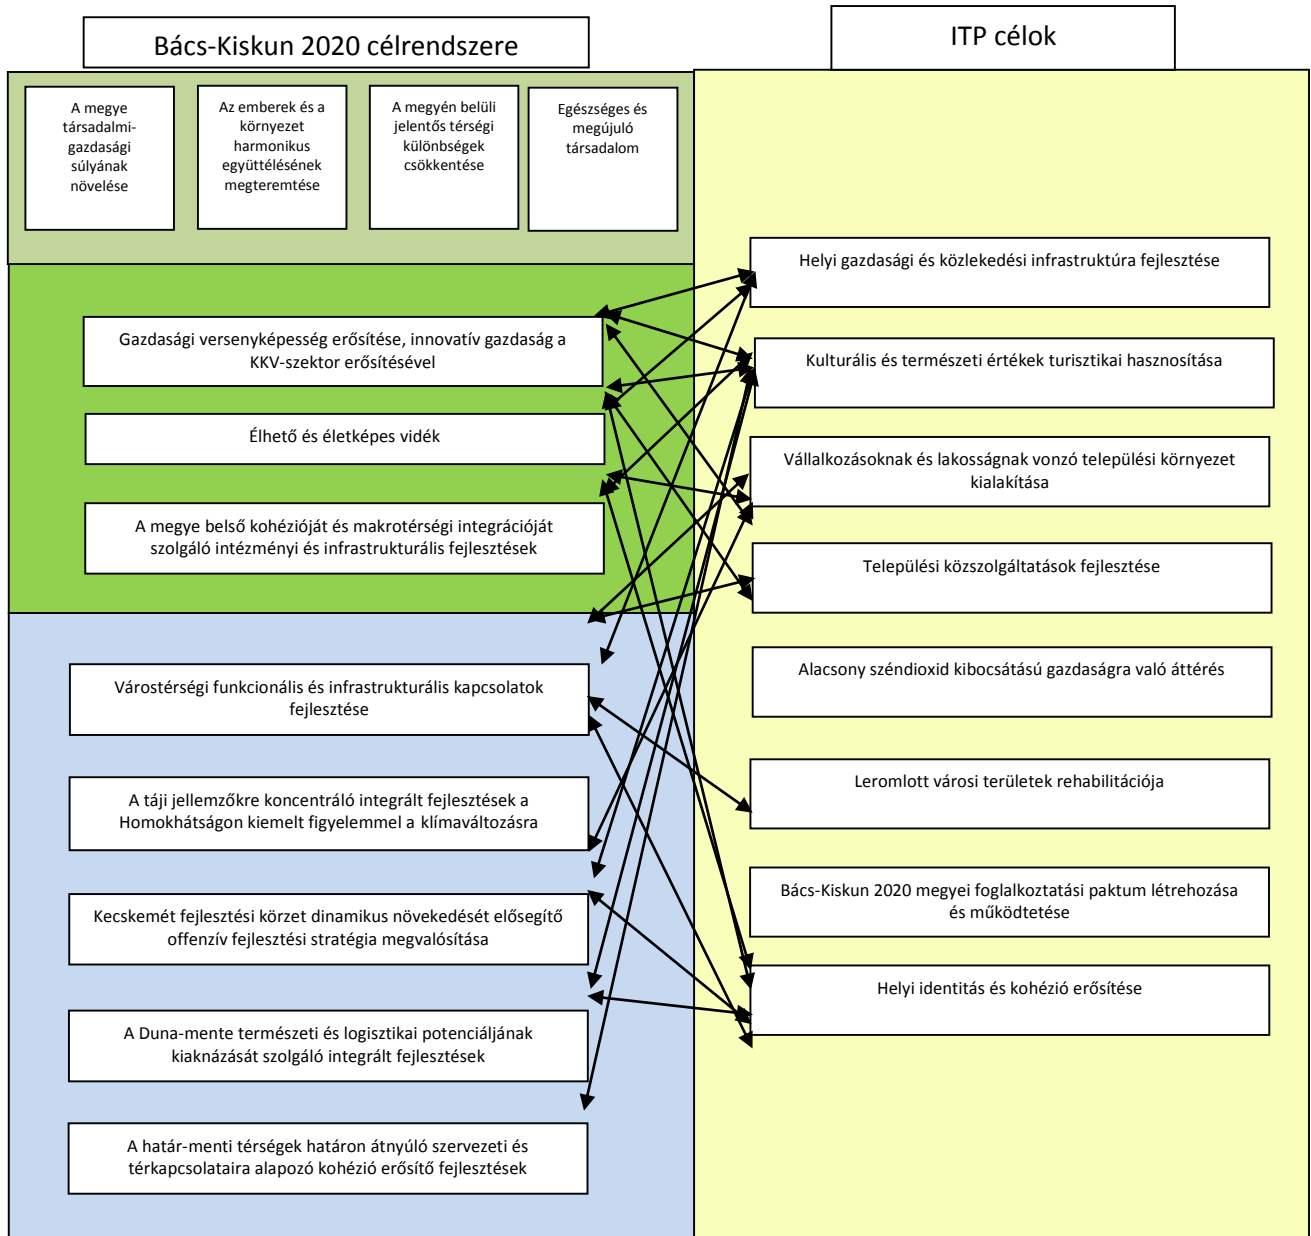 Bács-Kiskun 2020 célrendszere
ITP célok
A megye
társadalmi-
gazdasági
súlyának
növelése
Az emberek és a
környezet
harmonikus
együttélésének
megteremtése
A megyén belüli
jelentős térségi
különbségek
csökkentése
Egészséges és
megújuló
társadalom
Gazdasági versenyképesség erősítése, innovatív gazdaság a
KKV-szektor erősítésével
Élhető és életképes vidék
A megye belső kohézióját és makrotérségi integrációját
szolgáló intézményi és infrastrukturális fejlesztések
Várostérségi funkcionális és infrastrukturális kapcsolatok
fejlesztése
A táji jellemzőkre koncentráló integrált fejlesztések a
Homokhátságon kiemelt figyelemmel a klímaváltozásra
Kecskemét fejlesztési körzet dinamikus növekedését elősegítő
offenzív fejlesztési stratégia megvalósítása
A Duna-mente természeti és logisztikai potenciáljának
kiaknázását szolgáló integrált fejlesztések
A határ-menti térségek határon átnyúló szervezeti és
térkapcsolataira alapozó kohézió erősítő fejlesztések
Helyi gazdasági és közlekedési infrastruktúra fejlesztése
Kulturális és természeti értékek turisztikai hasznosítása
Vállalkozásoknak és lakosságnak vonzó települési környezet
kialakítása
Települési közszolgáltatások fejlesztése
Alacsony széndioxid kibocsátású gazdaságra való áttérés
Leromlott városi területek rehabilitációja
Bács-Kiskun 2020 megyei foglalkoztatási paktum létrehozása
és működtetése
Helyi identitás és kohézió erősítése